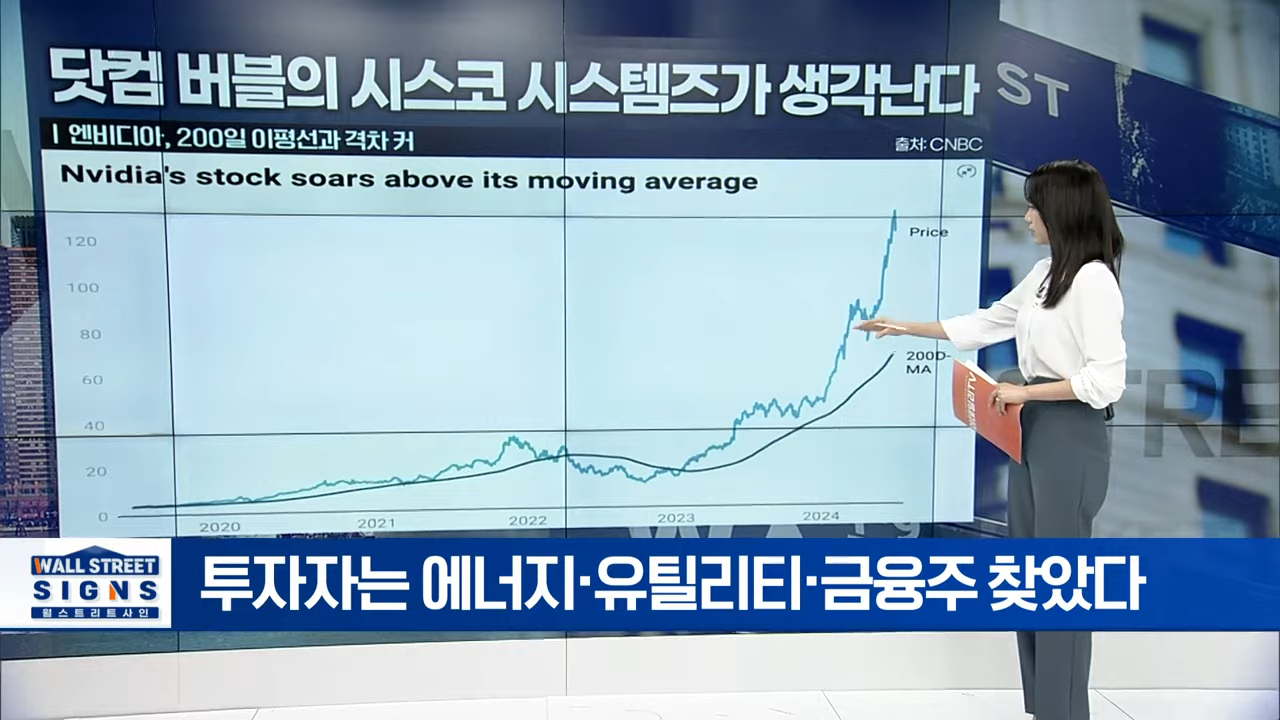 닷컴 버블의 시스코 시스템즈가 생각난다
ST
엔비디아, 200일 이평선과 격차 커
출처: CNBC
Nvidia's stock soars above its moving average
120
100
80
60
40
20
0
Price
200D-
MA
2020
2021
2022
2023
2024
TRE
WALL STREET
SIGNS
월스트리트사인
투자자는 에너지·유틸리티·금융주 찾았다